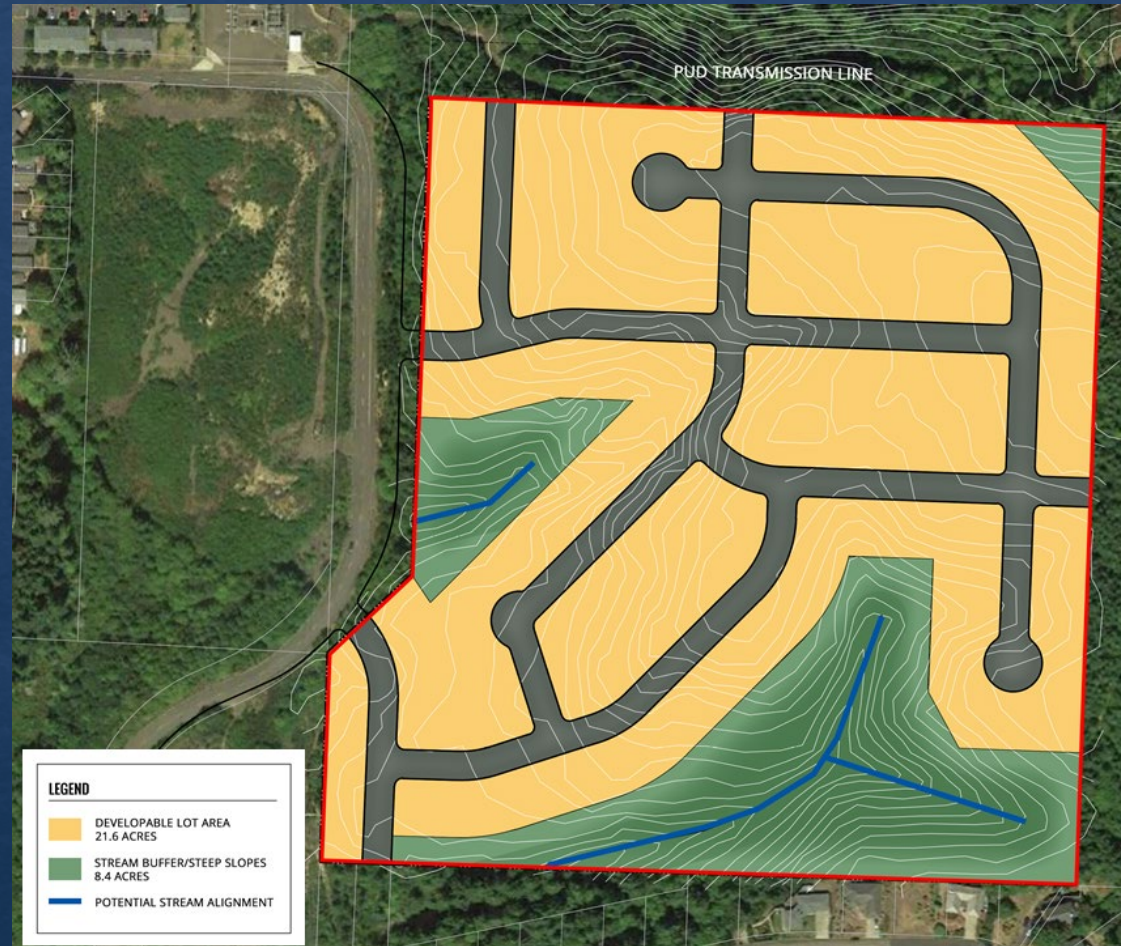 PUD TRANSMISSION LINE
LEGEND
DEVELOPABLE LOT AREA
21.6 ACRES
STREAM BUFFER/STEEP SLOPES
8.4 ACRES
POTENTIAL STREAM ALIGNMENT